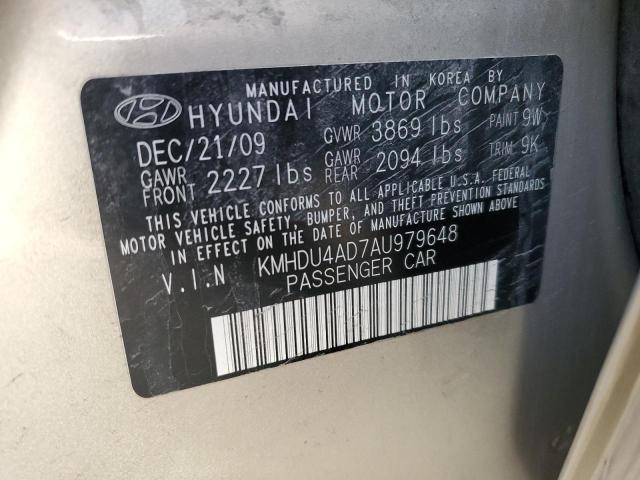 MANUFACTURED IN KOREA BY
HYUNDAI MOTOR COMPANY
DEC/21/09 GVWR 3869 lbs PAINT 9W
GAWR FRONT 2227 lbs GAWR REAR 2094 lbs TRIM 9K
THIS VEHICLE CONFORMS TO ALL APPLICABLE U.S.A. FEDERAL
MOTOR VEHICLE SAFETY, BUMPER, AND THEFT PREVENTION STANDARDS
IN EFFECT ON THE DATE OF MANUFACTURE SHOWN ABOVE
V.I.N KMHDU4AD7AU979648
PASSENGER CAR